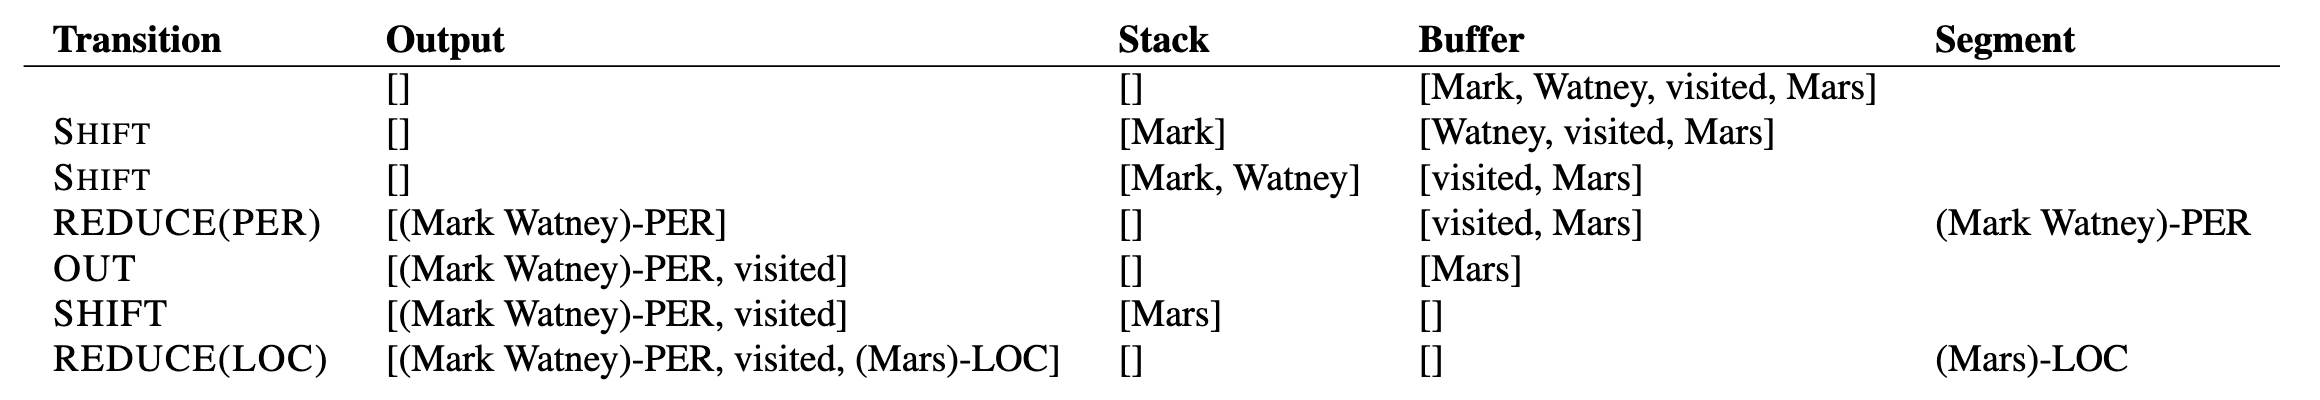 Transition Output Stack Buffer Segment
[] [] [Mark, Watney, visited, Mars]
SHIFT [] [Mark] [Watney, visited, Mars]
SHIFT [] [Mark, Watney] [visited, Mars]
REDUCE(PER) [(Mark Watney)-PER] [] [visited, Mars] (Mark Watney)-PER
OUT [(Mark Watney)-PER, visited] [] [Mars]
SHIFT [(Mark Watney)-PER, visited] [Mars] []
REDUCE(LOC) [(Mark Watney)-PER, visited, (Mars)-LOC] [] [] (Mars)-LOC